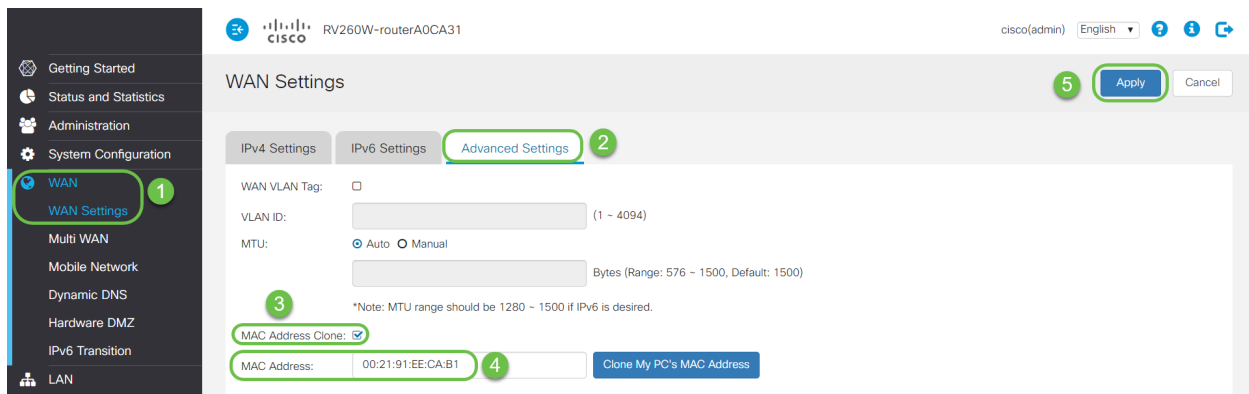 cisco RV260W-routerA0CA31 cisco(admin) English ? i
Getting Started
Status and Statistics
Administration
System Configuration
WAN
WAN Settings
1
Multi WAN
Mobile Network
Dynamic DNS
Hardware DMZ
IPv6 Transition
LAN
WAN Settings 5 Apply Cancel
IPv4 Settings IPv6 Settings Advanced Settings 2
WAN VLAN Tag:
VLAN ID: (1 ~ 4094)
MTU: Auto Manual
Bytes (Range: 576 ~ 1500, Default: 1500)
*Note: MTU range should be 1280 ~ 1500 if IPv6 is desired.
3
MAC Address Clone:
MAC Address: 00:21:91:EE:CA:B1 4 Clone My PC's MAC Address